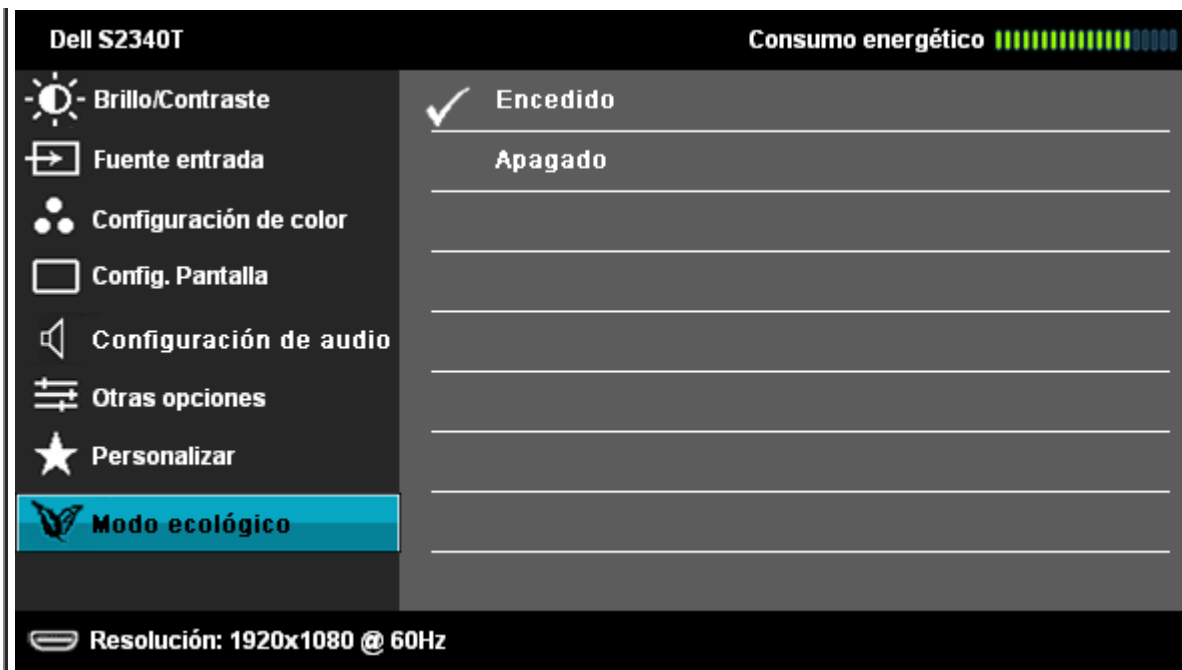 Dell S2340T
Consumo energético
Brillo/Contraste
Fuente entrada
Configuración de color
Config. Pantalla
Configuración de audio
Otras opciones
Personalizar
Modo ecológico
Encedido
Apagado
Resolución: 1920x1080 @ 60Hz